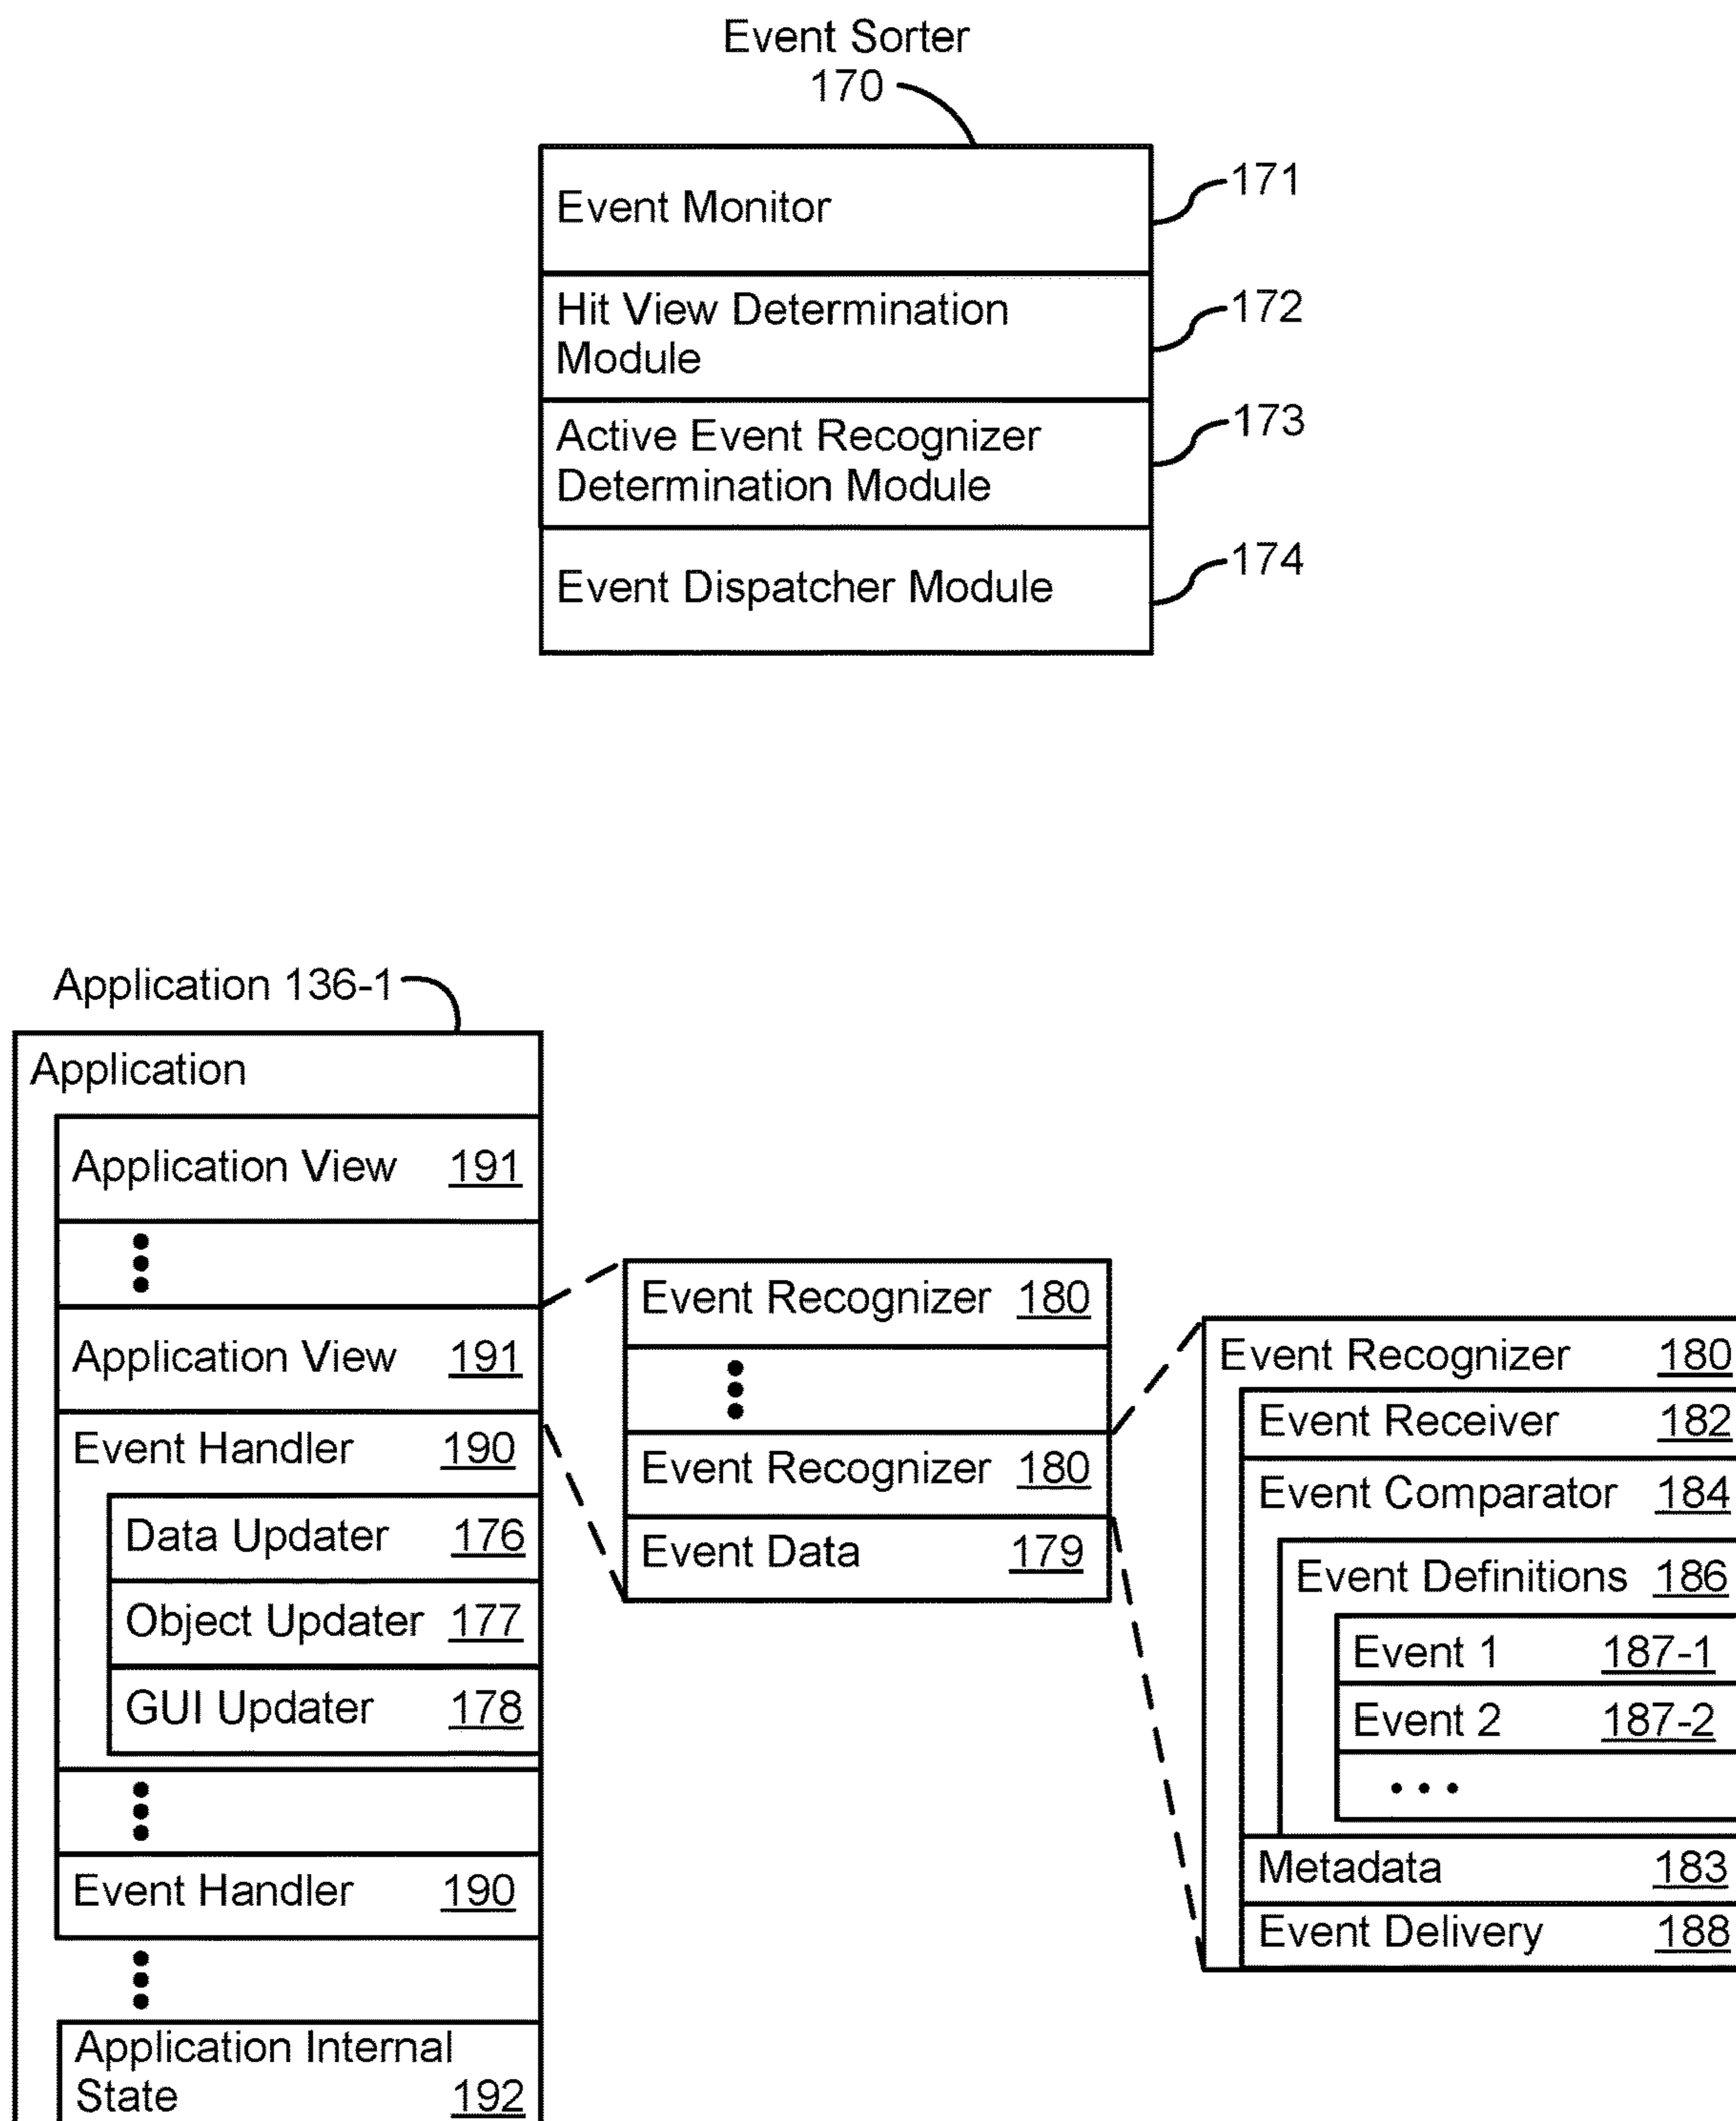 Event Sorter
170
Event Monitor
171
Hit View Determination
Module
172
Active Event Recognizer
Determination Module
173
Event Dispatcher Module
174
Application 136-1
Application
Application View 191
Application View 191
Event Handler 190
Data Updater 176
Object Updater 177
GUI Updater 178
Event Handler 190
Application Internal
State 192
Event Recognizer 180
Event Recognizer 180
Event Data 179
Event Recognizer 180
Event Receiver 182
Event Comparator 184
Event Definitions 186
Event 1 187-1
Event 2 187-2
Metadata 183
Event Delivery 188